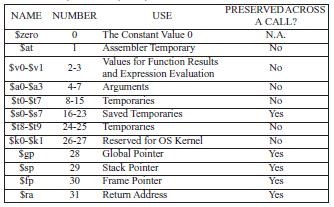 NAME NUMBER USE PRESERVEDACROSS A CALL?
$zero 0 The Constant Value 0 N.A.
$at 1 Assembler Temporary No
$v0-$v1 2-3 Values for Function Results and Expression Evaluation No
$a0-$a3 4-7 Arguments No
$t0-$t7 8-15 Temporaries No
$s0-$s7 16-23 Saved Temporaries Yes
$t8-$t9 24-25 Temporaries No
$k0-$k1 26-27 Reserved for OS Kernel No
$gp 28 Global Pointer Yes
$sp 29 Stack Pointer Yes
$fp 30 Frame Pointer Yes
$ra 31 Return Address Yes